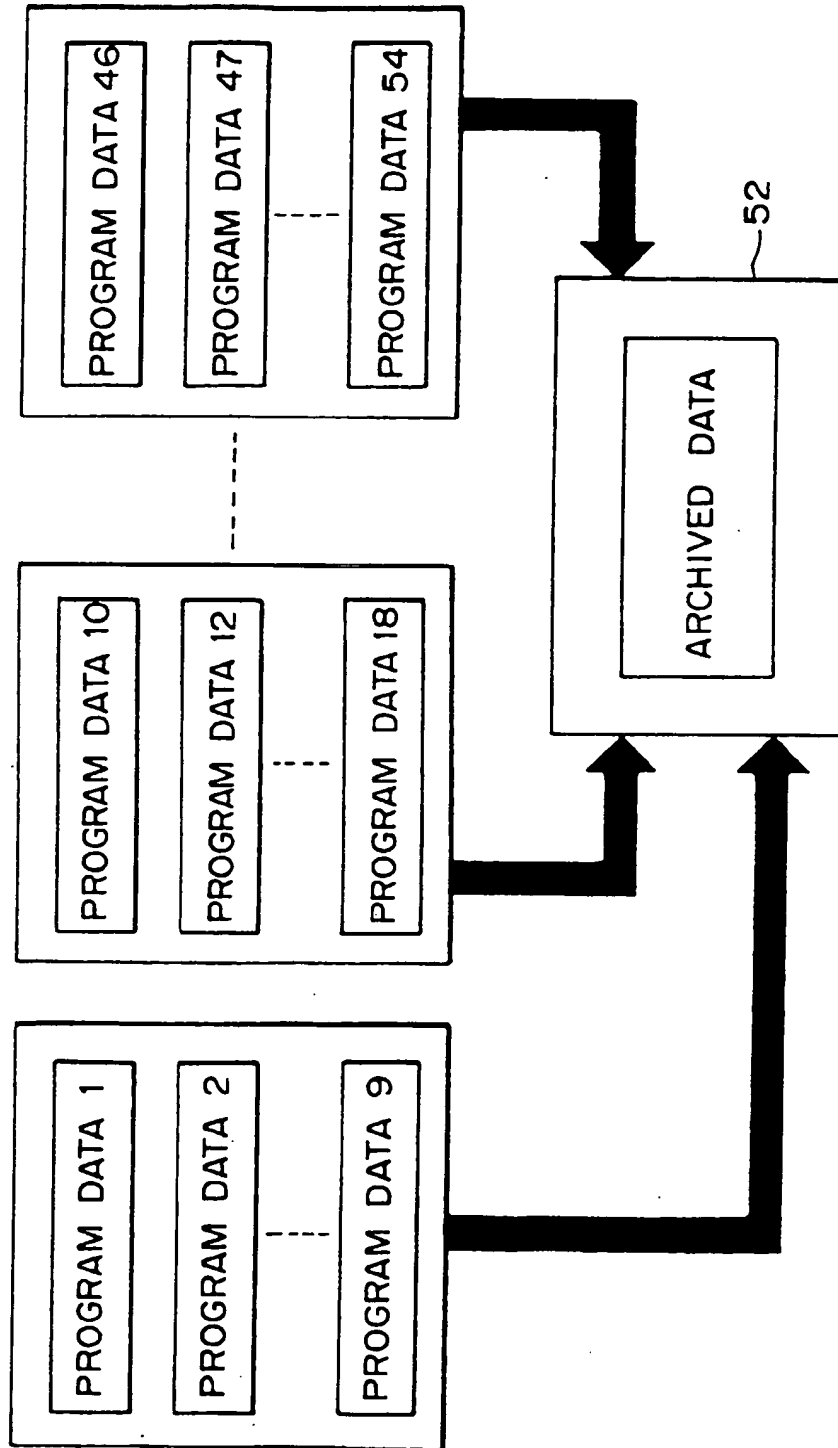 PROGRAM DATA 1
PROGRAM DATA 2
PROGRAM DATA 9
PROGRAM DATA 10
PROGRAM DATA 12
PROGRAM DATA 18
PROGRAM DATA 46
PROGRAM DATA 47
PROGRAM DATA 54
ARCHIVED DATA
52